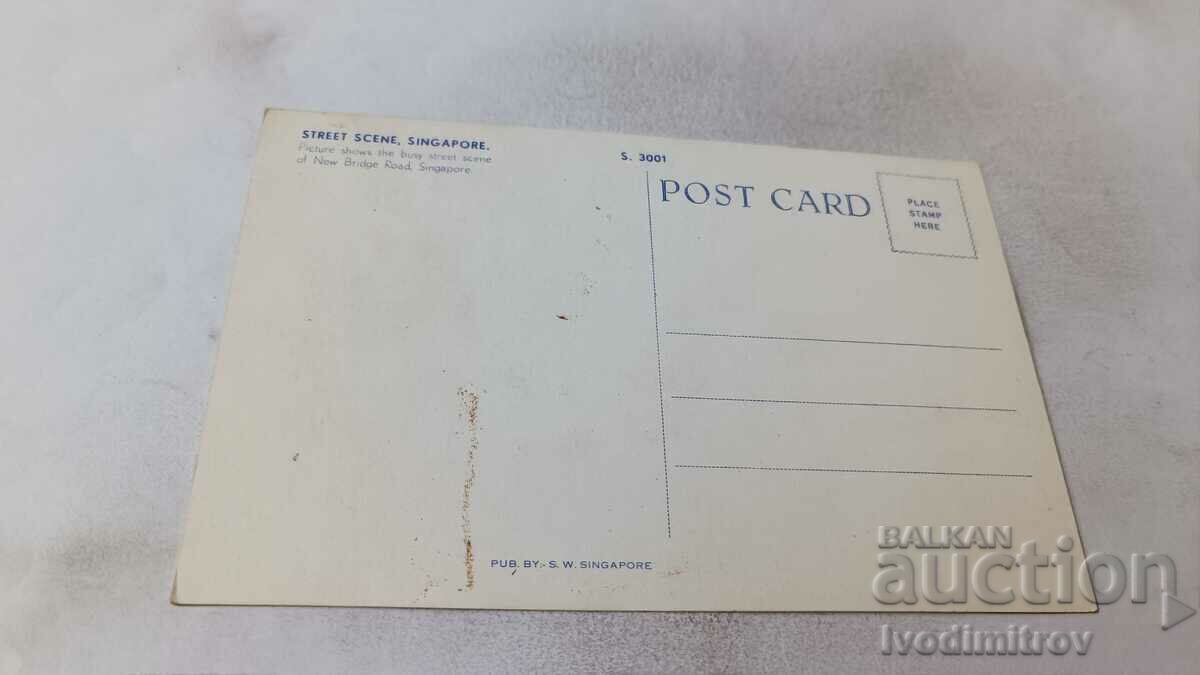 STREET SCENE, SINGAPORE.
Picture shows the busy street scene
of New Bridge Road, Singapore.
S. 3001
POST CARD
PLACE
STAMP
HERE
PUB. BY:- S. W. SINGAPORE
BALKAN
auction
Ivodimitrov